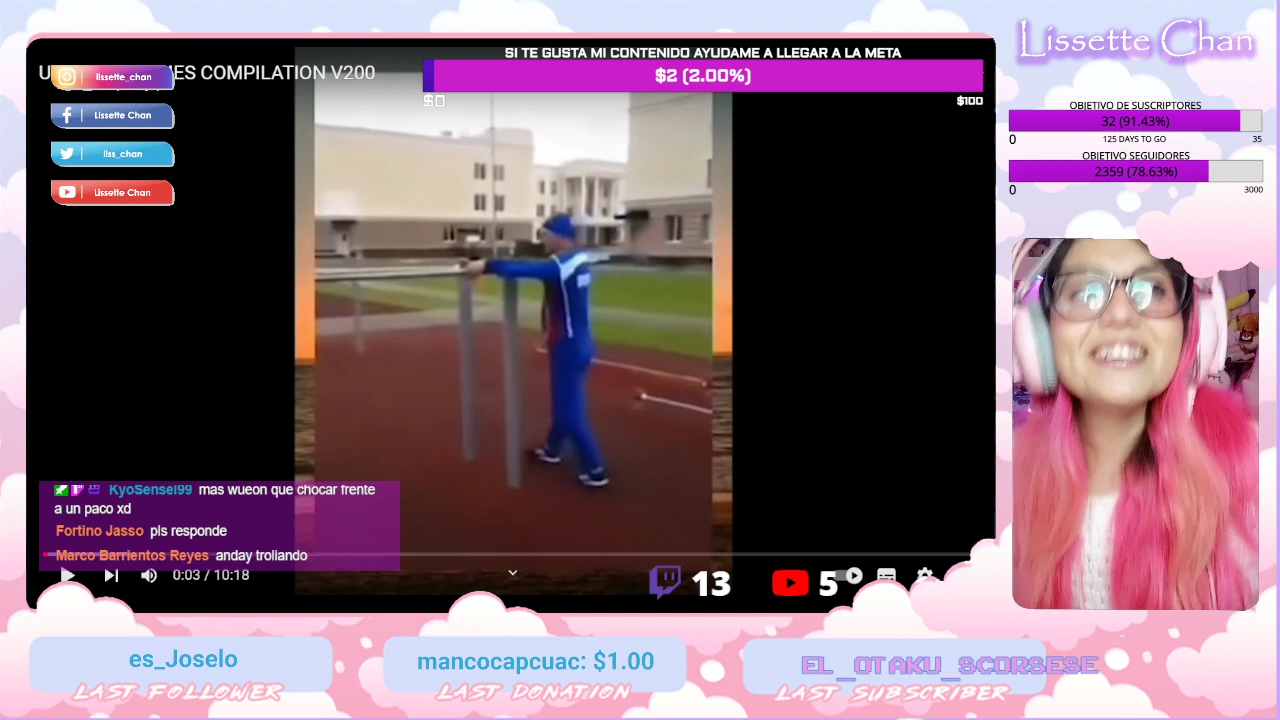 Lissette Chan
SI TE GUSTA MI CONTENIDO AYUDAME A LLEGAR A LA META
$2 (2.00%)
$0
$100
COMPILATION V200
lissette_chan
Lissette Chan
liss_chan
Lissette Chan
OBJETIVO DE SUSCRIPTORES
32 (91.43%)
0
125 DAYS TO GO
35
OBJETIVO SEGUIDORES
2359 (78.63%)
0
3000
KyoSensei99 mas wueon que chocar frente
a un paco xd
Fortino Jasso pls responde
Marco Barrientos Reyes anday troliando
0:03 / 10:18
13
5
es_Joselo
LAST FOLLOWER
mancocapcuac: $1.00
LAST DONATION
EL_OTAKU_SCORSESE
LAST SUBSCRIBER